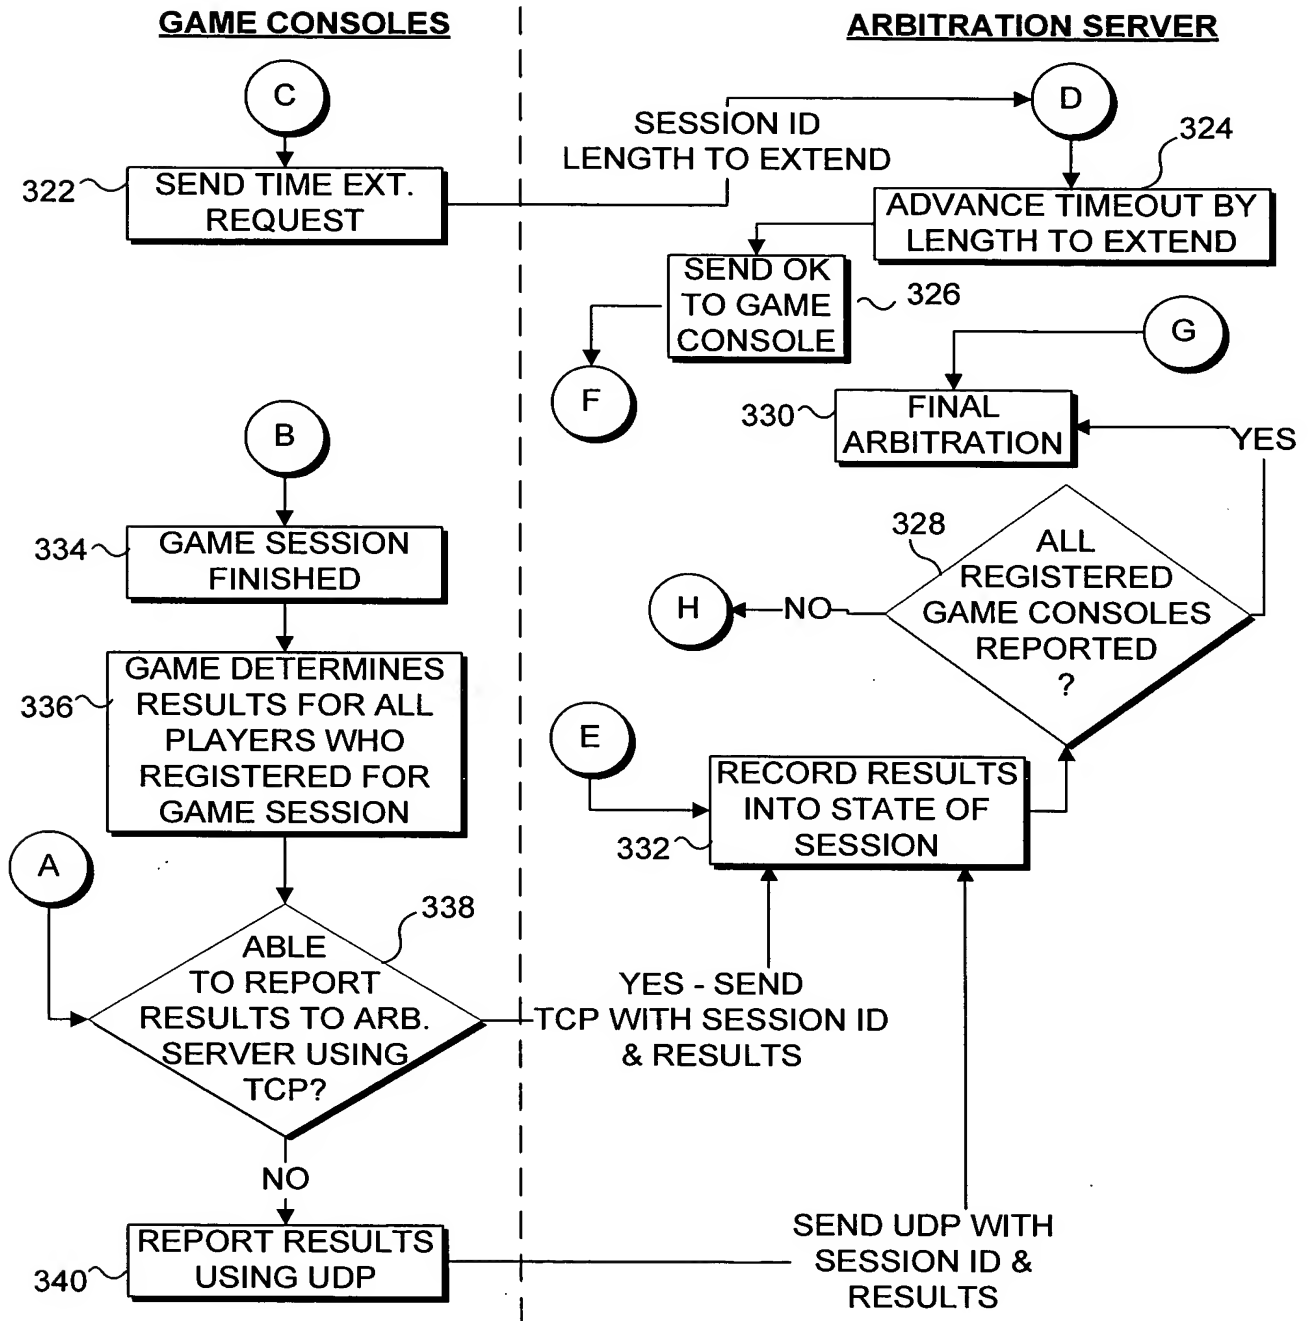 GAME CONSOLES
ARBITRATION SERVER
C
D
SESSION ID
LENGTH TO EXTEND
322
SEND TIME EXT.
REQUEST
324
ADVANCE TIMEOUT BY
LENGTH TO EXTEND
SEND OK
TO GAME
CONSOLE
326
G
F
330
FINAL
ARBITRATION
YES
B
334
GAME SESSION
FINISHED
328
ALL
REGISTERED
GAME CONSOLES
REPORTED
?
H
NO
336
GAME DETERMINES
RESULTS FOR ALL
PLAYERS WHO
REGISTERED FOR
GAME SESSION
E
RECORD RESULTS
INTO STATE OF
SESSION
332
A
338
ABLE
TO REPORT
RESULTS TO ARB.
SERVER USING
TCP?
YES - SEND
TCP WITH SESSION ID
& RESULTS
NO
340
REPORT RESULTS
USING UDP
SEND UDP WITH
SESSION ID &
RESULTS